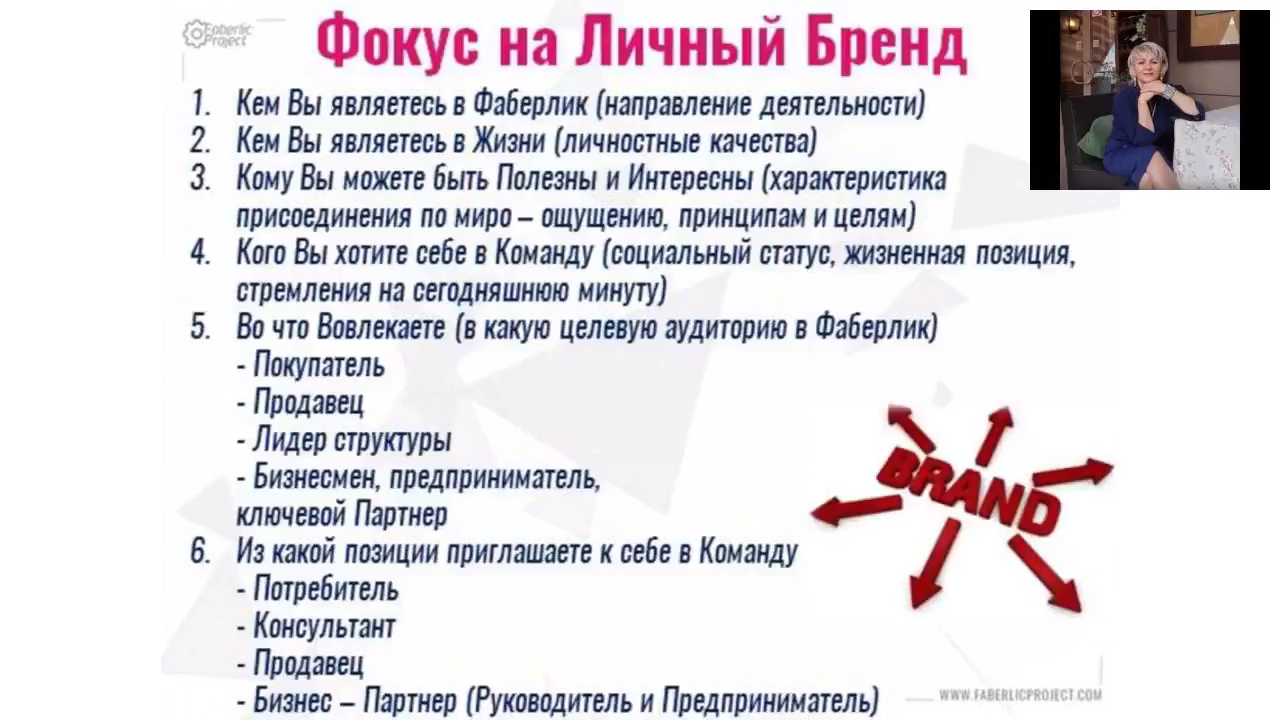 Faberlic
Project
Фокус на Личный Бренд
1. Кем Вы являетесь в Фаберлик (направление деятельности)
2. Кем Вы являетесь в Жизни (личностные качества)
3. Кому Вы можете быть Полезны и Интересны (характеристика
присоединения по миро – ощущению, принципам и целям)
4. Кого Вы хотите себе в Команду (социальный статус, жизненная позиция,
стремления на сегодняшнюю минуту)
5. Во что Вовлекаете (в какую целевую аудиторию в Фаберлик)
- Покупатель
- Продавец
- Лидер структуры
- Бизнесмен, предприниматель,
ключевой Партнер
BRAND
6. Из какой позиции приглашаете к себе в Команду
- Потребитель
- Консультант
- Продавец
- Бизнес – Партнер (Руководитель и Предприниматель)
WWW.FABERLICPROJECT.COM